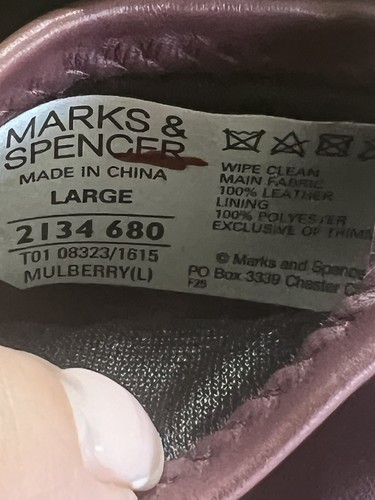 MARKS &
SPENCER
MADE IN CHINA
LARGE
2134 680
T01 08323/1615
MULBERRY(L)
WIPE CLEAN
MAIN FABRIC
100% LEATHER
LINING
100% POLYESTER
EXCLUSIVE OF TRIMS
© Marks and Spence
PO Box 3339 Chester C
F25